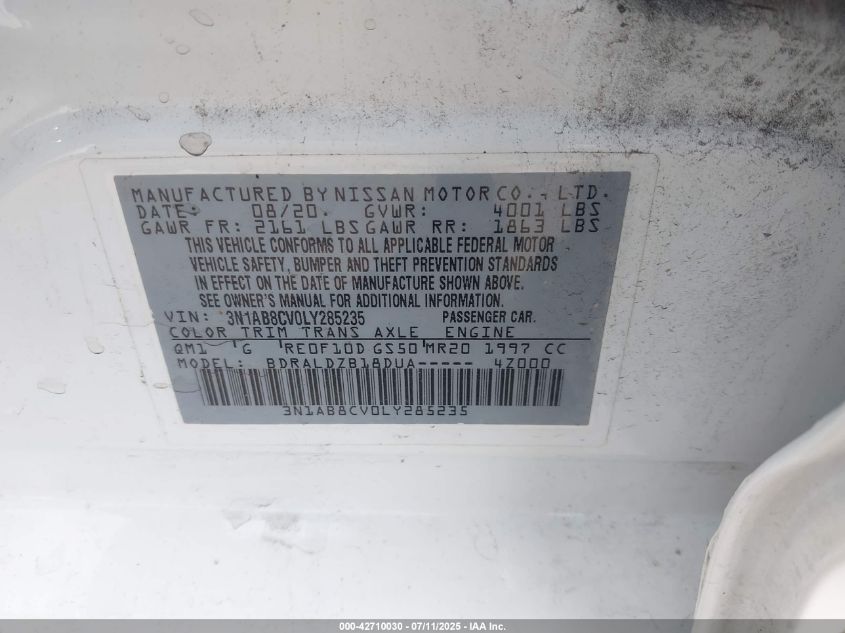 MANUFACTURED BY NISSAN MOTOR CO., LTD.
DATE: 08/20. GVWR: 4001 LBS
GAWR FR: 2161 LBS GAWR RR: 1863 LBS
THIS VEHICLE CONFORMS TO ALL APPLICABLE FEDERAL MOTOR
VEHICLE SAFETY, BUMPER AND THEFT PREVENTION STANDARDS
IN EFFECT ON THE DATE OF MANUFACTURE SHOWN ABOVE.
SEE OWNER'S MANUAL FOR ADDITIONAL INFORMATION.
VIN: 3N1AB8CV0LY285235 PASSENGER CAR.
COLOR TRIM TRANS AXLE ENGINE
QM1 G RE0F10D GS50 MR20 1997 CC
MODEL: BDRALDZB18DUA----- 4Z000
3N1AB8CV0LY285235
000-42710030 - 07/11/2025 - IAA Inc.